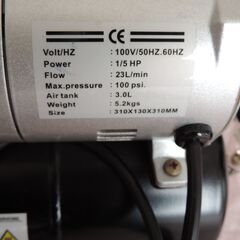 CE
Volt/HZ : 100V/50HZ.60HZ
Power : 1/5 HP
Flow : 23L/min
Max.pressure : 100 psi.
Air tank : 3.0L
Weight : 5.2kgs
Size : 310X130X310MM